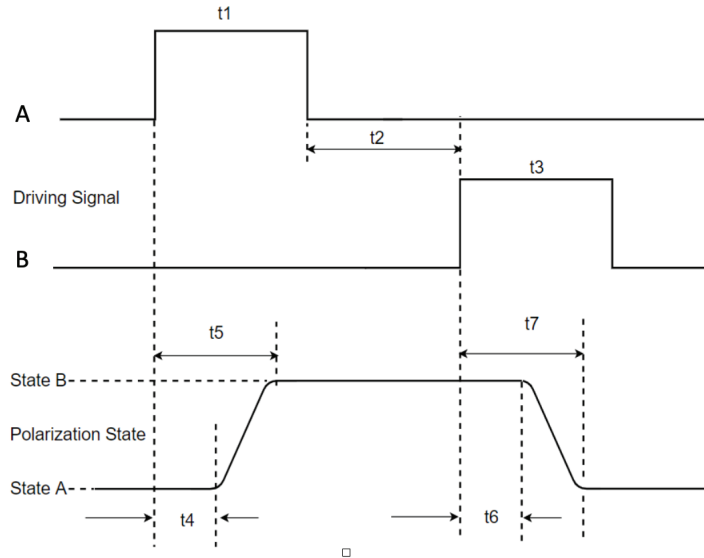 t1
A
t2
Driving Signal
t3
B
t5
t7
State B
Polarization State
State A
t4
t6